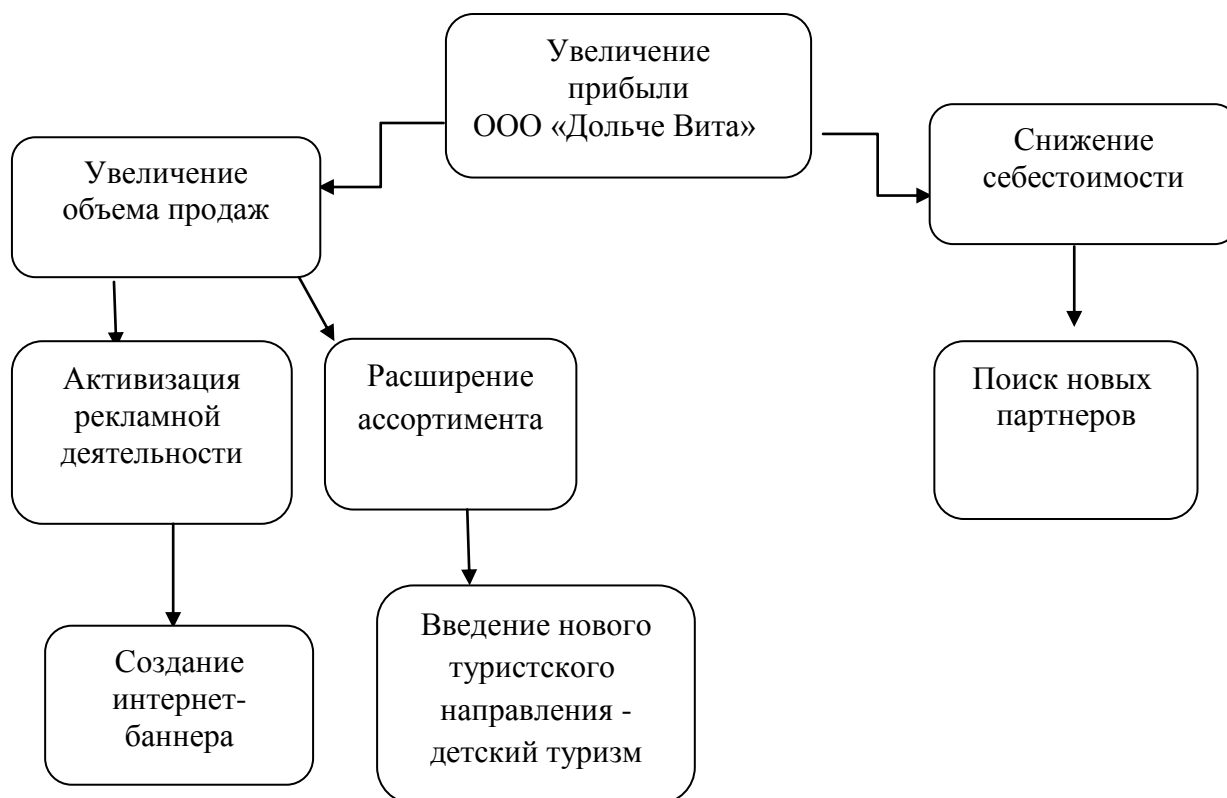 Увеличение
прибыли
ООО «Дольче Вита»
Увеличение
объема продаж
Снижение
себестоимости
Активизация
рекламной
деятельности
Расширение
ассортимента
Поиск новых
партнеров
Создание
интернет-
баннера
Введение нового
туристского
направления -
детский туризм